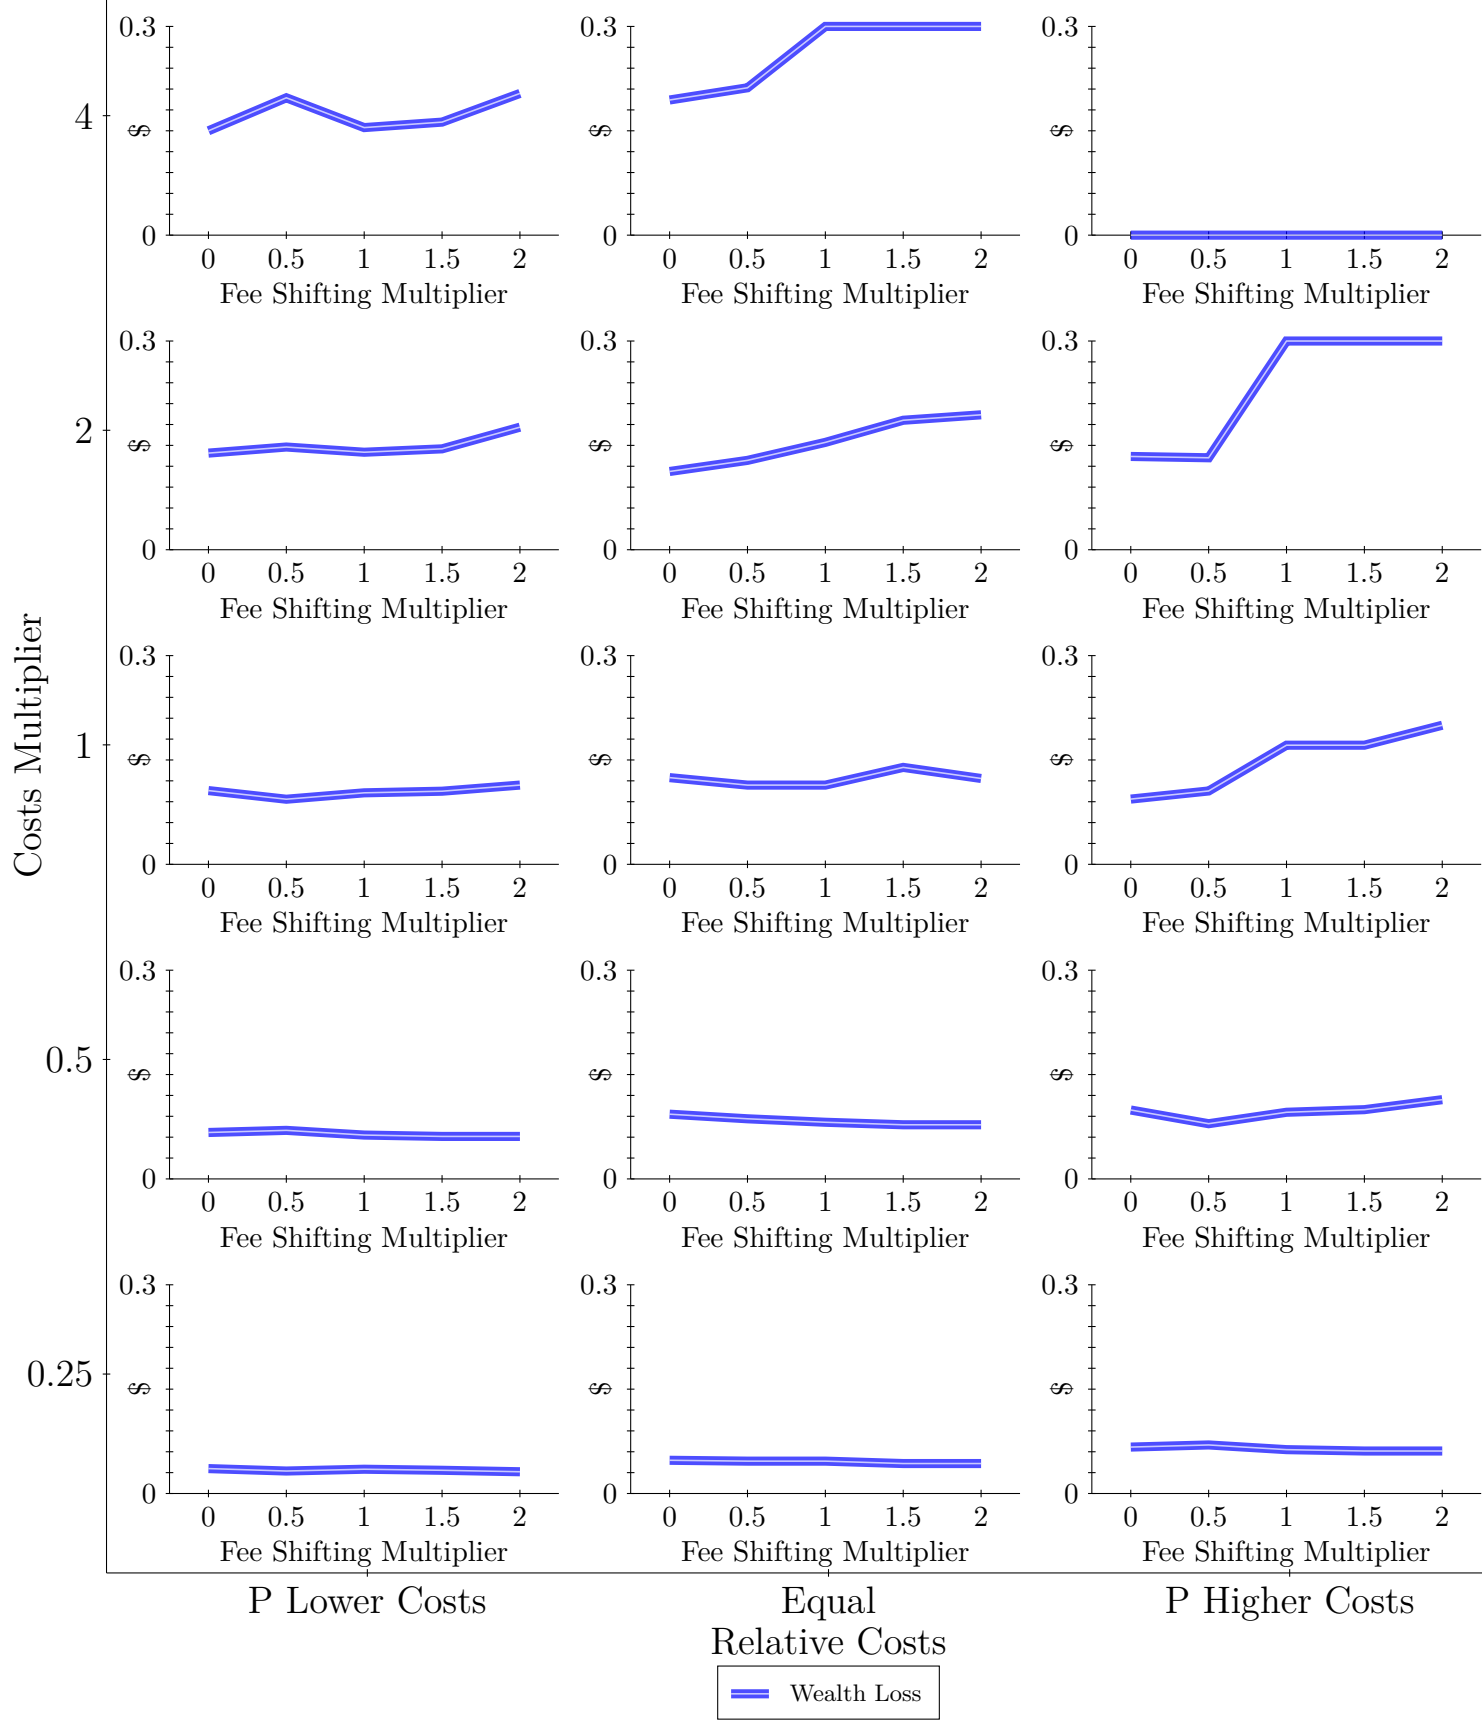 0.3 0.3 0.3
4 $ $ $
0 0 0
0 0.5 1 1.5 2 0 0.5 1 1.5 2 0 0.5 1 1.5 2
Fee Shifting Multiplier Fee Shifting Multiplier Fee Shifting Multiplier
0.3 0.3 0.3
2 $ $ $
0 0 0
0 0.5 1 1.5 2 0 0.5 1 1.5 2 0 0.5 1 1.5 2
Fee Shifting Multiplier Fee Shifting Multiplier Fee Shifting Multiplier
Costs Multiplier
0.3 0.3 0.3
1 $ $ $
0 0 0
0 0.5 1 1.5 2 0 0.5 1 1.5 2 0 0.5 1 1.5 2
Fee Shifting Multiplier Fee Shifting Multiplier Fee Shifting Multiplier
0.3 0.3 0.3
0.5 $ $ $
0 0 0
0 0.5 1 1.5 2 0 0.5 1 1.5 2 0 0.5 1 1.5 2
Fee Shifting Multiplier Fee Shifting Multiplier Fee Shifting Multiplier
0.3 0.3 0.3
0.25 $ $ $
0 0 0
0 0.5 1 1.5 2 0 0.5 1 1.5 2 0 0.5 1 1.5 2
Fee Shifting Multiplier Fee Shifting Multiplier Fee Shifting Multiplier
P Lower Costs Equal P Higher Costs
Relative Costs
Wealth Loss